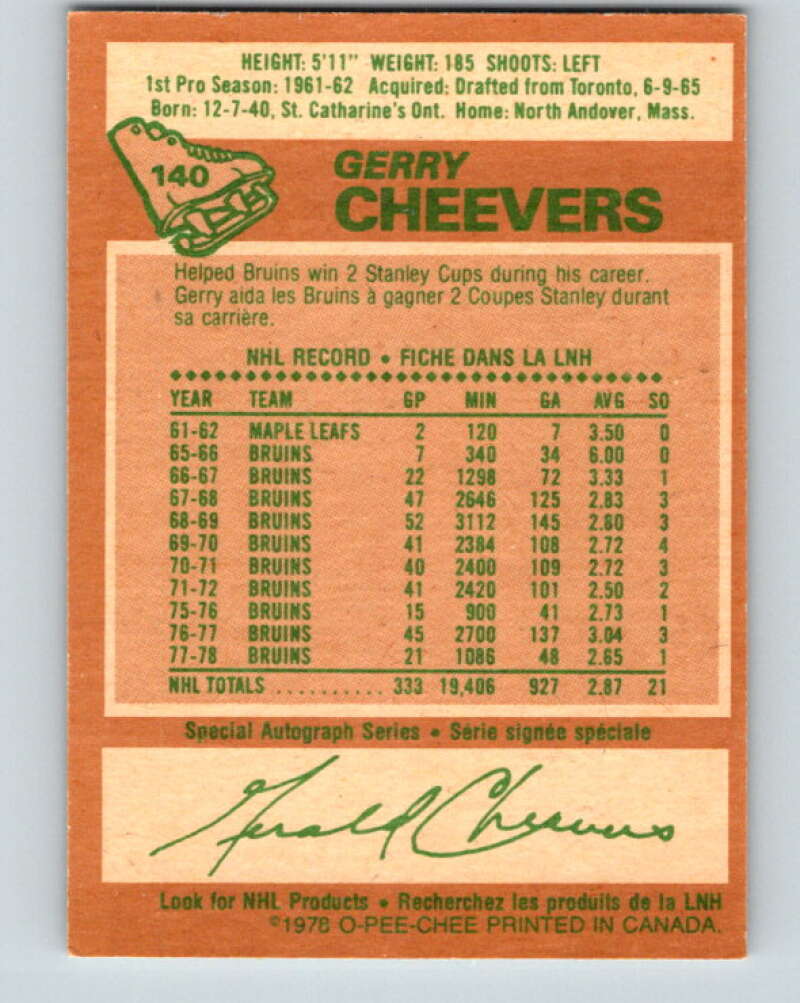 HEIGHT: 5'11" WEIGHT: 185 SHOOTS: LEFT
1st Pro Season: 1961-62 Acquired: Drafted from Toronto, 6-9-65
Born: 12-7-40, St. Catharine's Ont. Home: North Andover, Mass.
140
GERRY
CHEEVERS
Helped Bruins win 2 Stanley Cups during his career.
Gerry aida les Bruins à gagner 2 Coupes Stanley durant
sa carrière.
NHL RECORD • FICHE DANS LA LNH
YEAR TEAM GP MIN GA AVG SO
61-62 MAPLE LEAFS 2 120 7 3.50 0
65-66 BRUINS 7 340 34 6.00 0
66-67 BRUINS 22 1298 72 3.33 1
67-68 BRUINS 47 2646 125 2.83 3
68-69 BRUINS 52 3112 145 2.80 3
69-70 BRUINS 41 2384 108 2.72 4
70-71 BRUINS 40 2400 109 2.72 3
71-72 BRUINS 41 2420 101 2.50 2
75-76 BRUINS 15 900 41 2.73 1
76-77 BRUINS 45 2700 137 3.04 3
77-78 BRUINS 21 1086 48 2.65 1
NHL TOTALS .......... 333 19,406 927 2.87 21
Special Autograph Series • Série signée spéciale
Gerald Cheevers
Look for NHL Products • Recherchez les produits de la LNH
©1978 O-PEE-CHEE PRINTED IN CANADA.